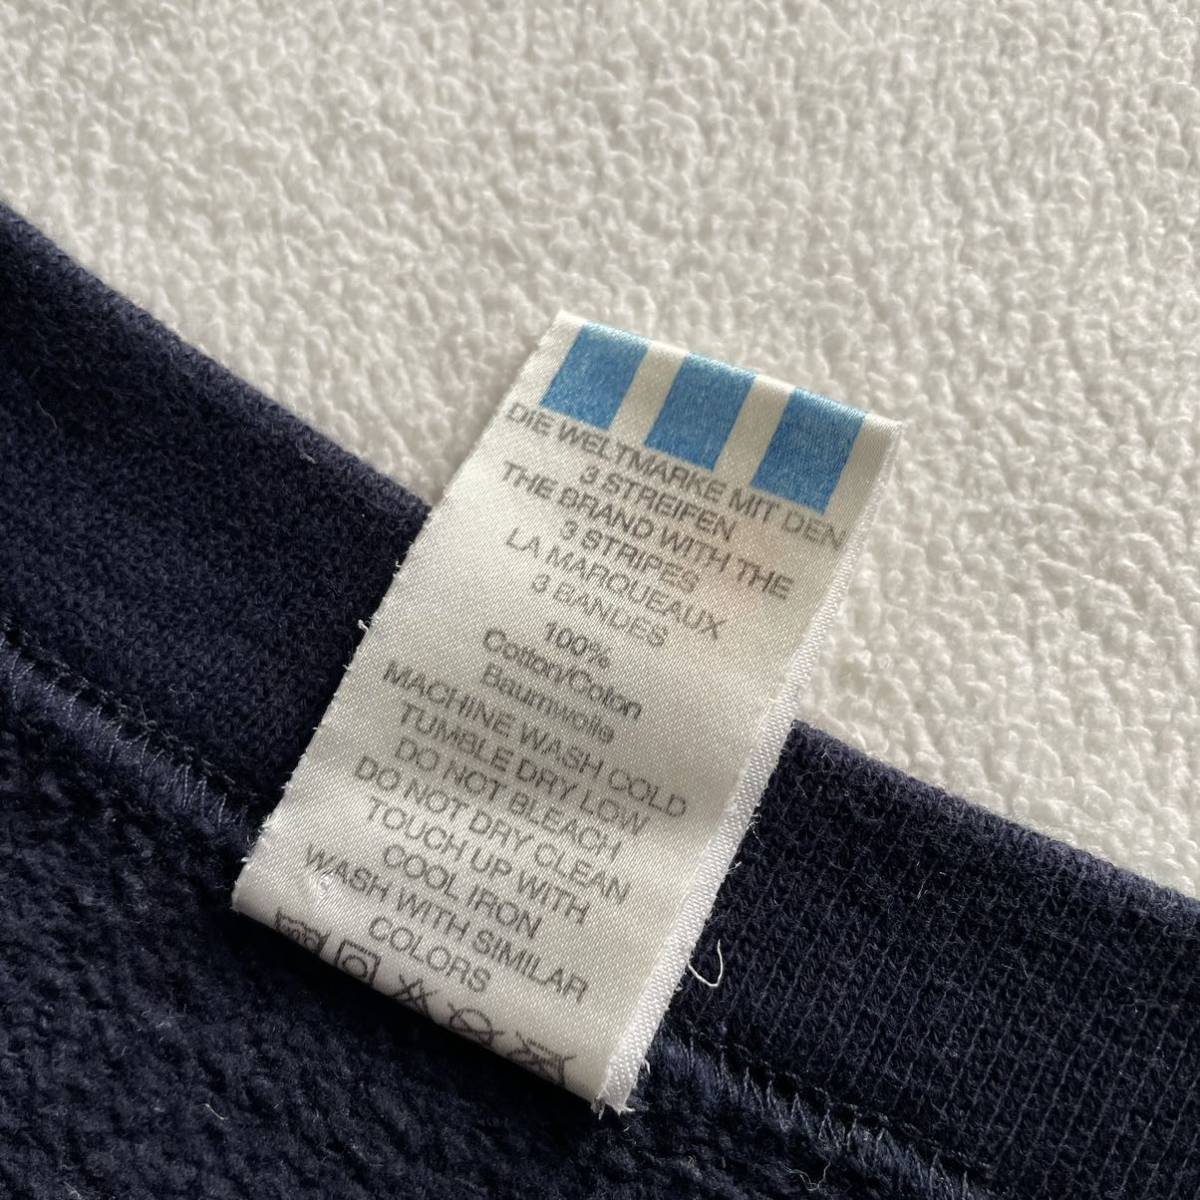 DIE WELTMARKE MIT DEN
3 STREIFEN
THE BRAND WITH THE
3 STRIPES
LA MARQUEAUX
3 BANDES
100%
Cotton/Coton
Baumwolle
MACHINE WASH COLD
TUMBLE DRY LOW
DO NOT BLEACH
DO NOT DRY CLEAN
TOUCH UP WITH
COOL IRON
WASH WITH SIMILAR
COLORS